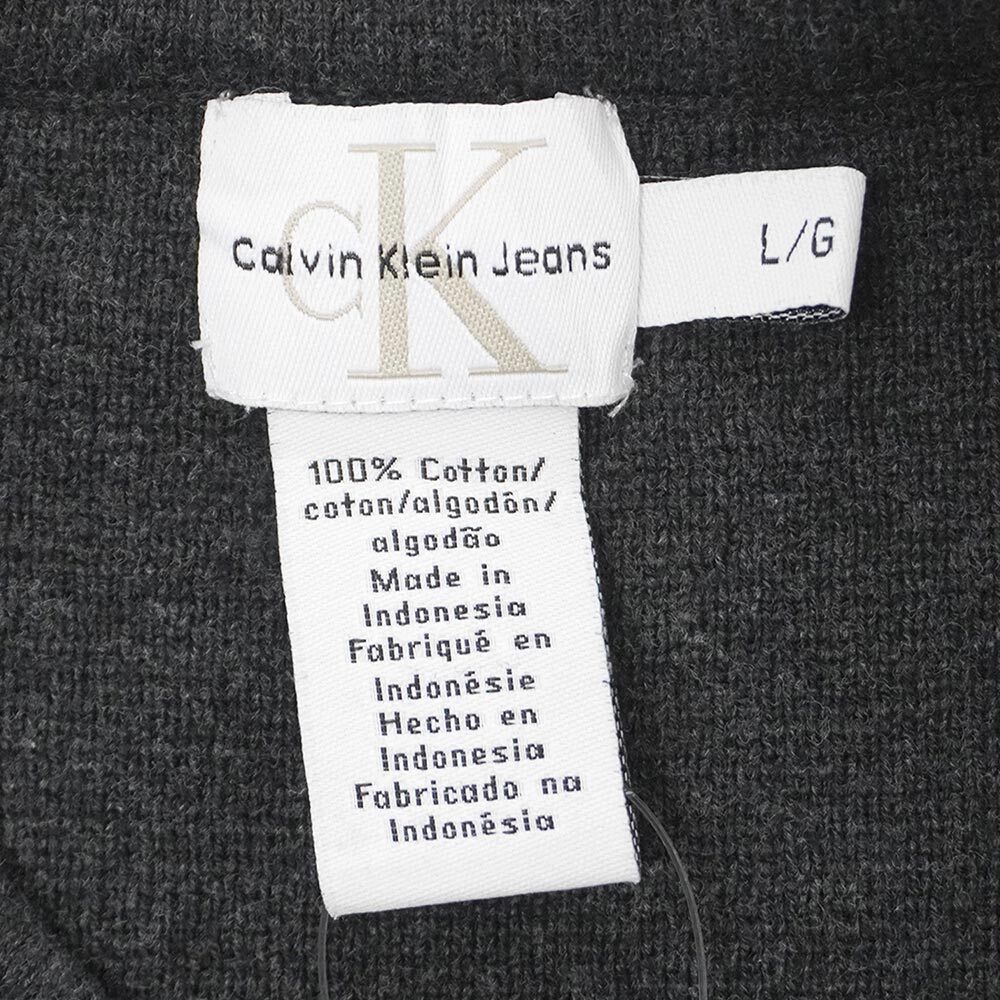 CK
Calvin Klein Jeans
L/G
100% Cotton/
coton/algodón/
algodão
Made in
Indonesia
Fabriqué en
Indonésie
Hecho en
Indonesia
Fabricado na
Indonésia